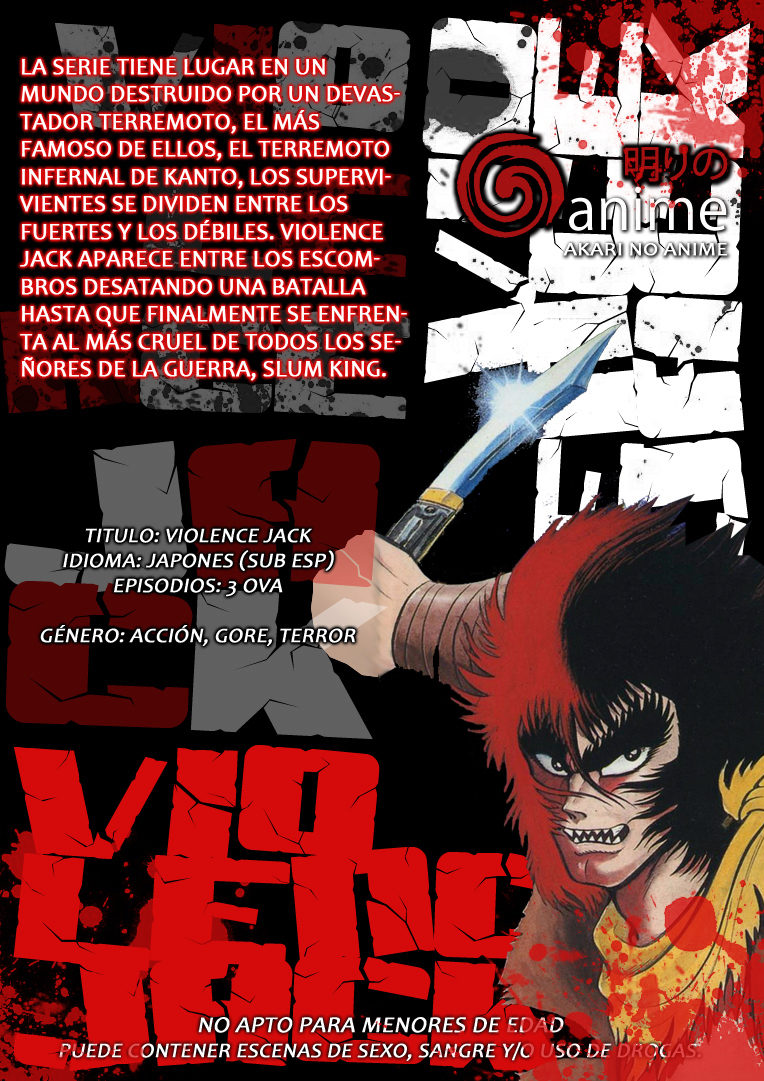 LA SERIE TIENE LUGAR EN UN
MUNDO DESTRUIDO POR UN DEVAS-
TADOR TERREMOTO, EL MÁS
FAMOSO DE ELLOS, EL TERREMOTO
INFERNAL DE KANTO, LOS SUPERVI-
VIENTES SE DIVIDEN ENTRE LOS
FUERTES Y LOS DÉBILES. VIOLENCE
JACK APARECE ENTRE LOS ESCOM-
BROS DESATANDO UNA BATALLA
HASTA QUE FINALMENTE SE ENFREN-
TA AL MÁS CRUEL DE TODOS LOS SE-
ÑORES DE LA GUERRA, SLUM KING.
明りの
anime
AKARI NO ANIME
JA
CK
TITULO: VIOLENCE JACK
IDIOMA: JAPONES (SUB ESP)
EPISODIOS: 3 OVA
GÉNERO: ACCIÓN, GORE, TERROR
VIO
LENC
JACK
NO APTO PARA MENORES DE EDAD
PUEDE CONTENER ESCENAS DE SEXO, SANGRE Y/O USO DE DROGAS.